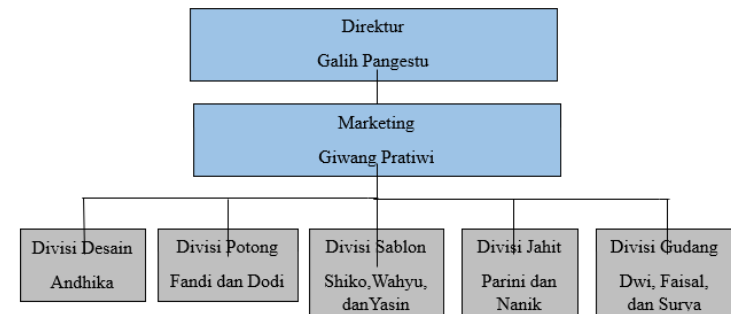 Direktur
Galih Pangestu
Marketing
Giwang Pratiwi
Divisi Desain
Andhika
Divisi Potong
Fandi dan Dodi
Divisi Sablon
Shiko,Wahyu,
danYasin
Divisi Jahit
Parini dan
Nanik
Divisi Gudang
Dwi, Faisal,
dan Surya